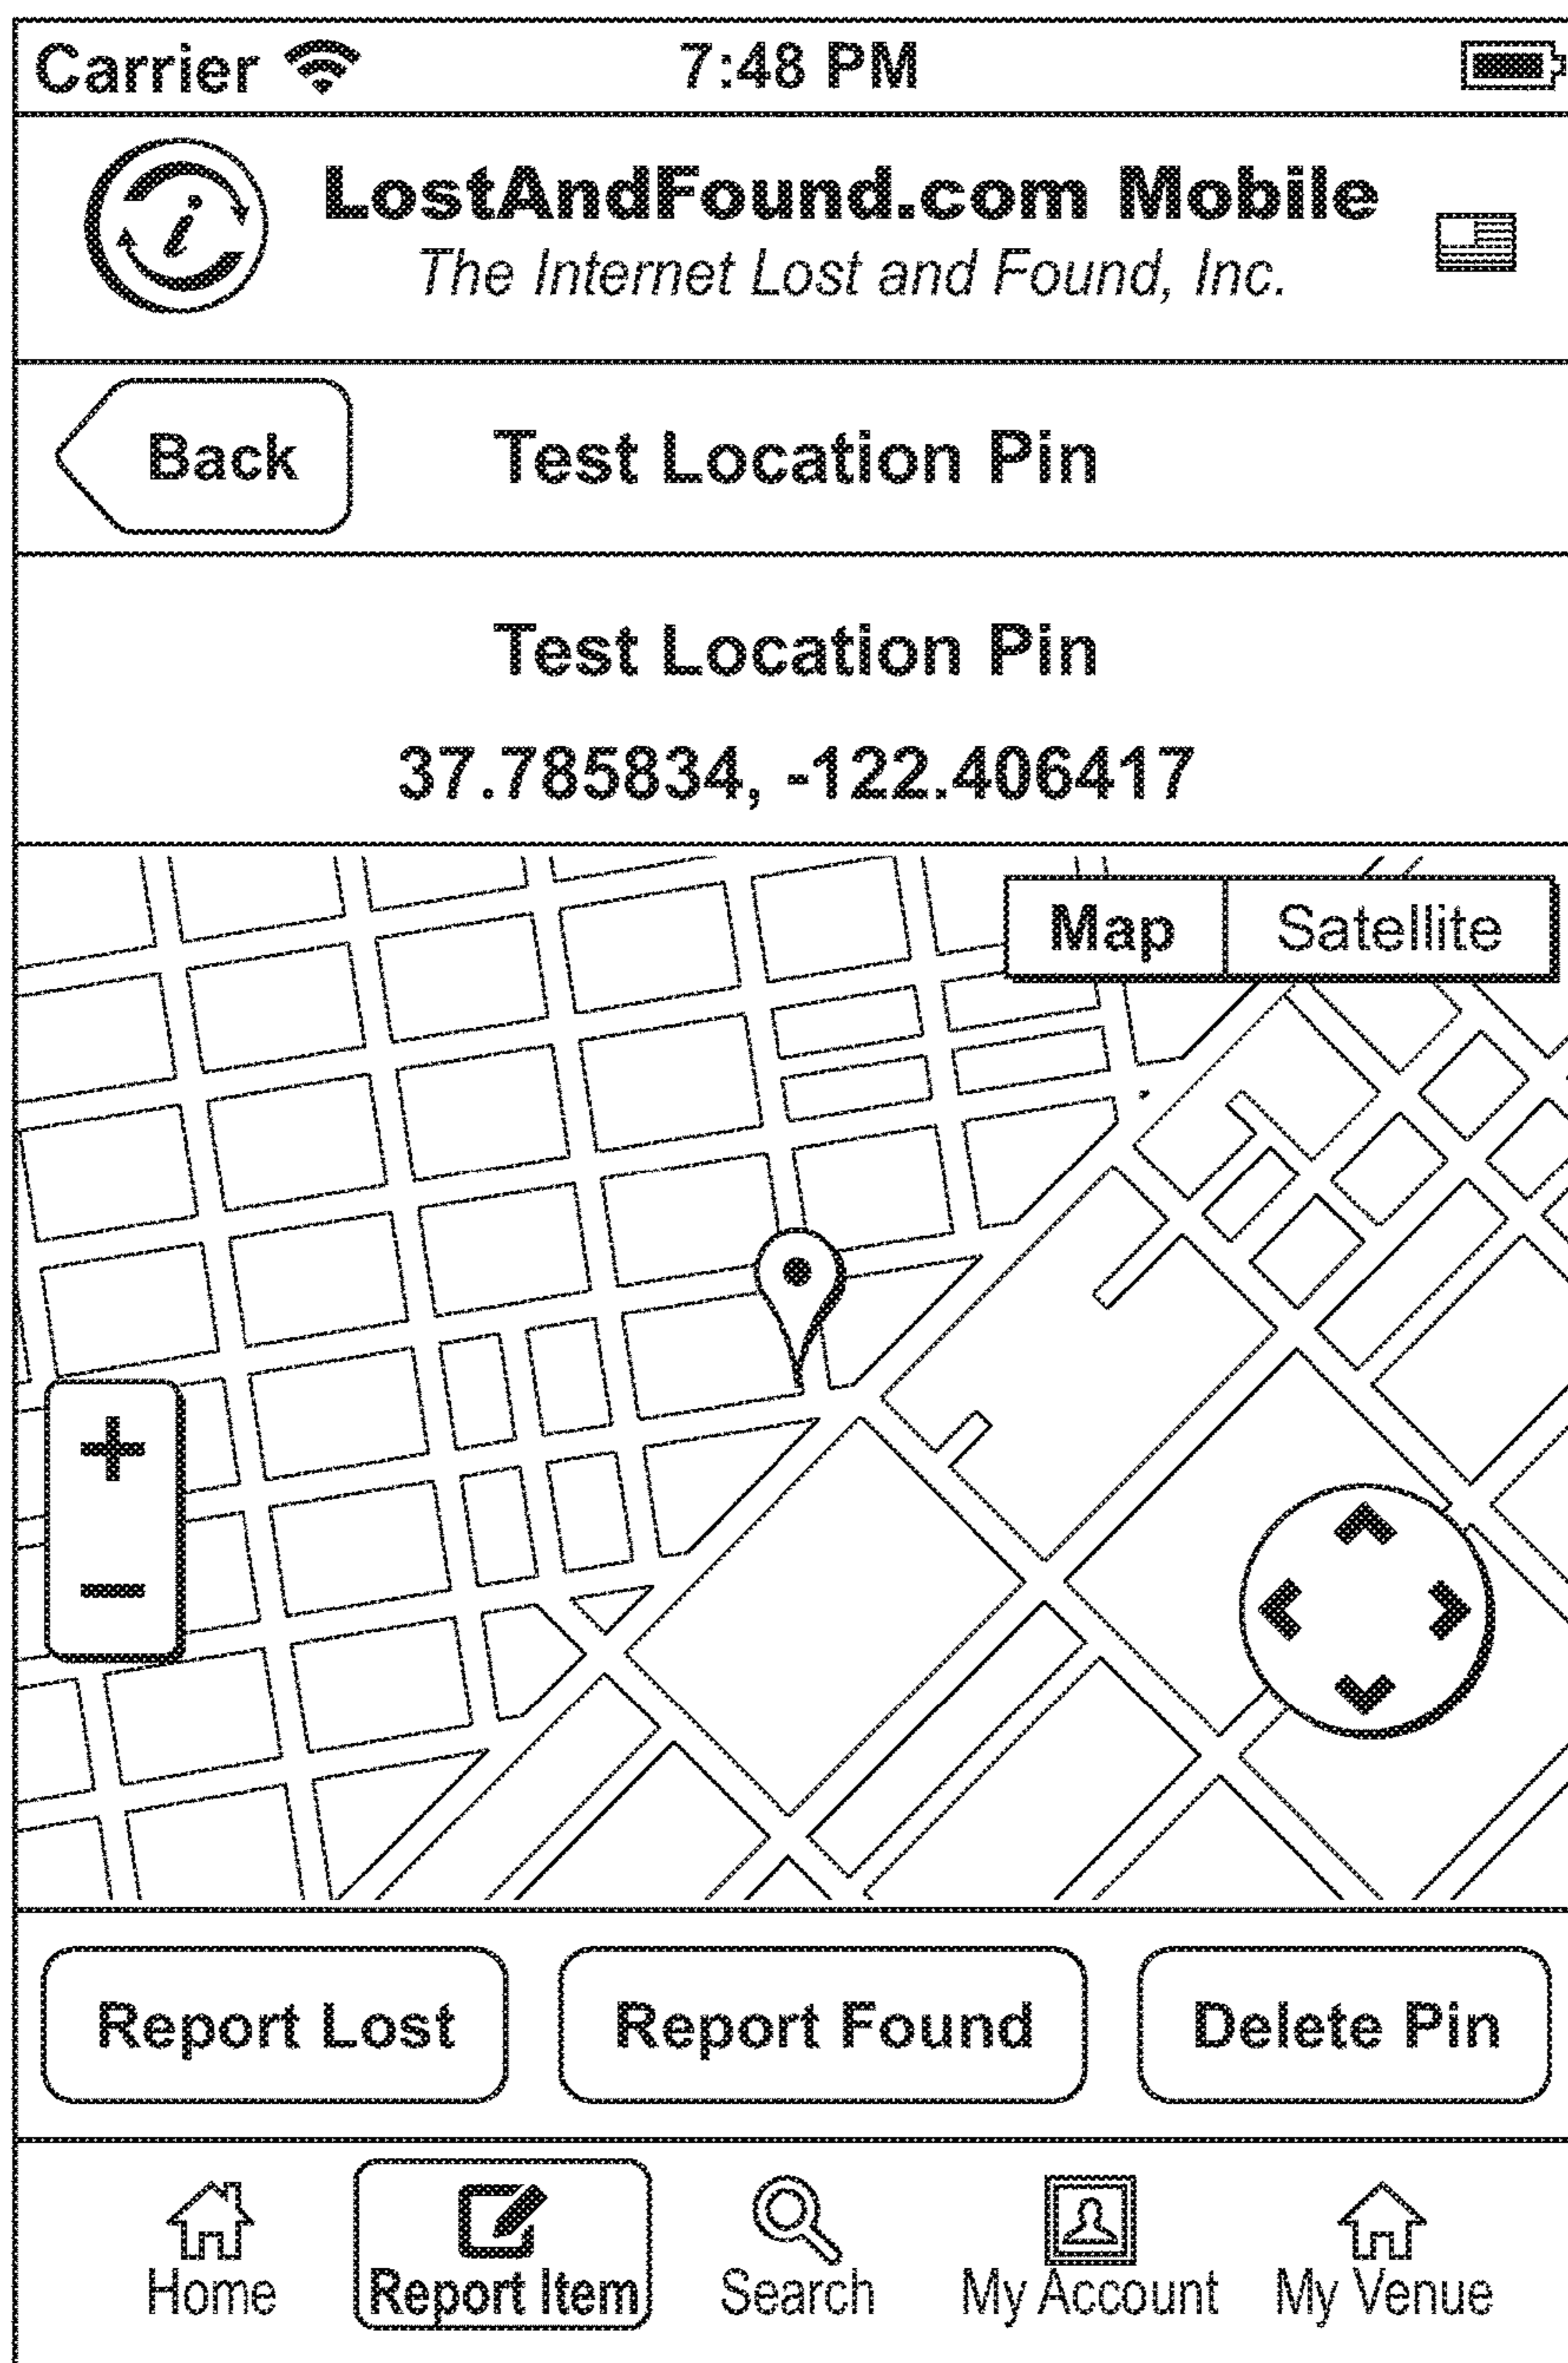 Carrier 7:48 PM
LostAndFound.com Mobile
The Internet Lost and Found, Inc.
Back Test Location Pin
Test Location Pin
37.785834, -122.406417
Map Satellite
+
−
Report Lost Report Found Delete Pin
Home Report Item Search My Account My Venue